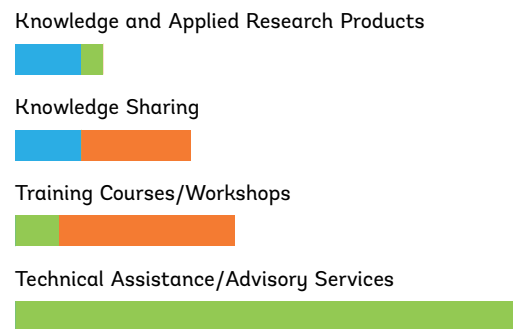 Knowledge and Applied Research Products
Knowledge Sharing
Training Courses/Workshops
Technical Assistance/Advisory Services